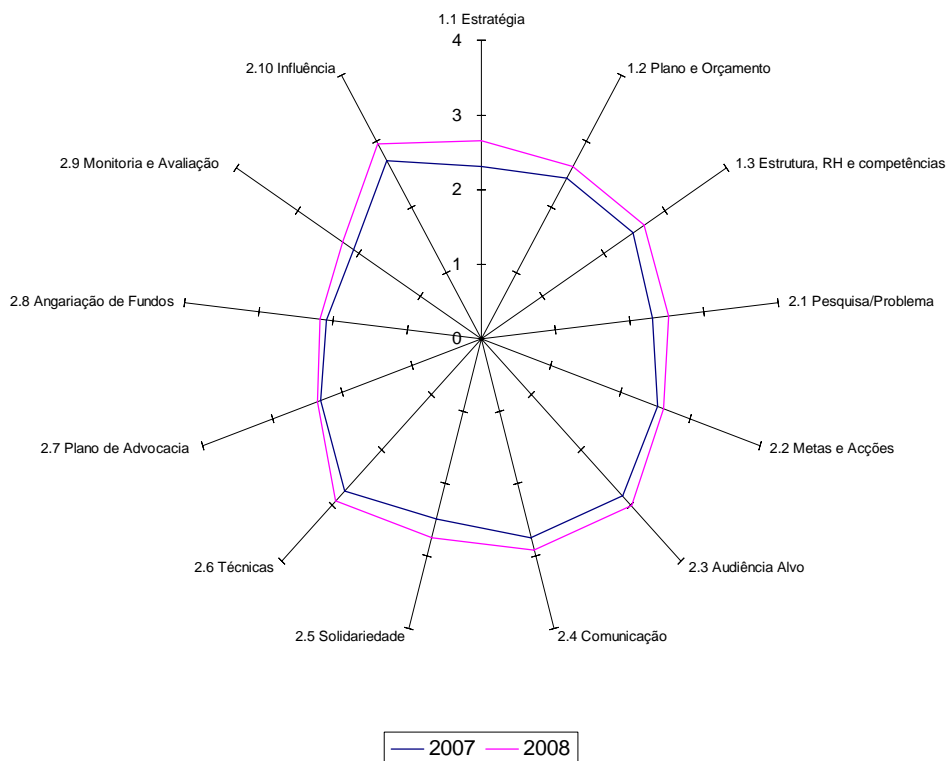 1.1 Estratégia
4
3
2
1
0
1.2 Plano e Orçamento
1.3 Estrutura, RH e competências
2.1 Pesquisa/Problema
2.2 Metas e Acções
2.3 Audiência Alvo
2.4 Comunicação
2.5 Solidariedade
2.6 Técnicas
2.7 Plano de Advocacia
2.8 Angariação de Fundos
2.9 Monitoria e Avaliação
2.10 Influência
2007 2008